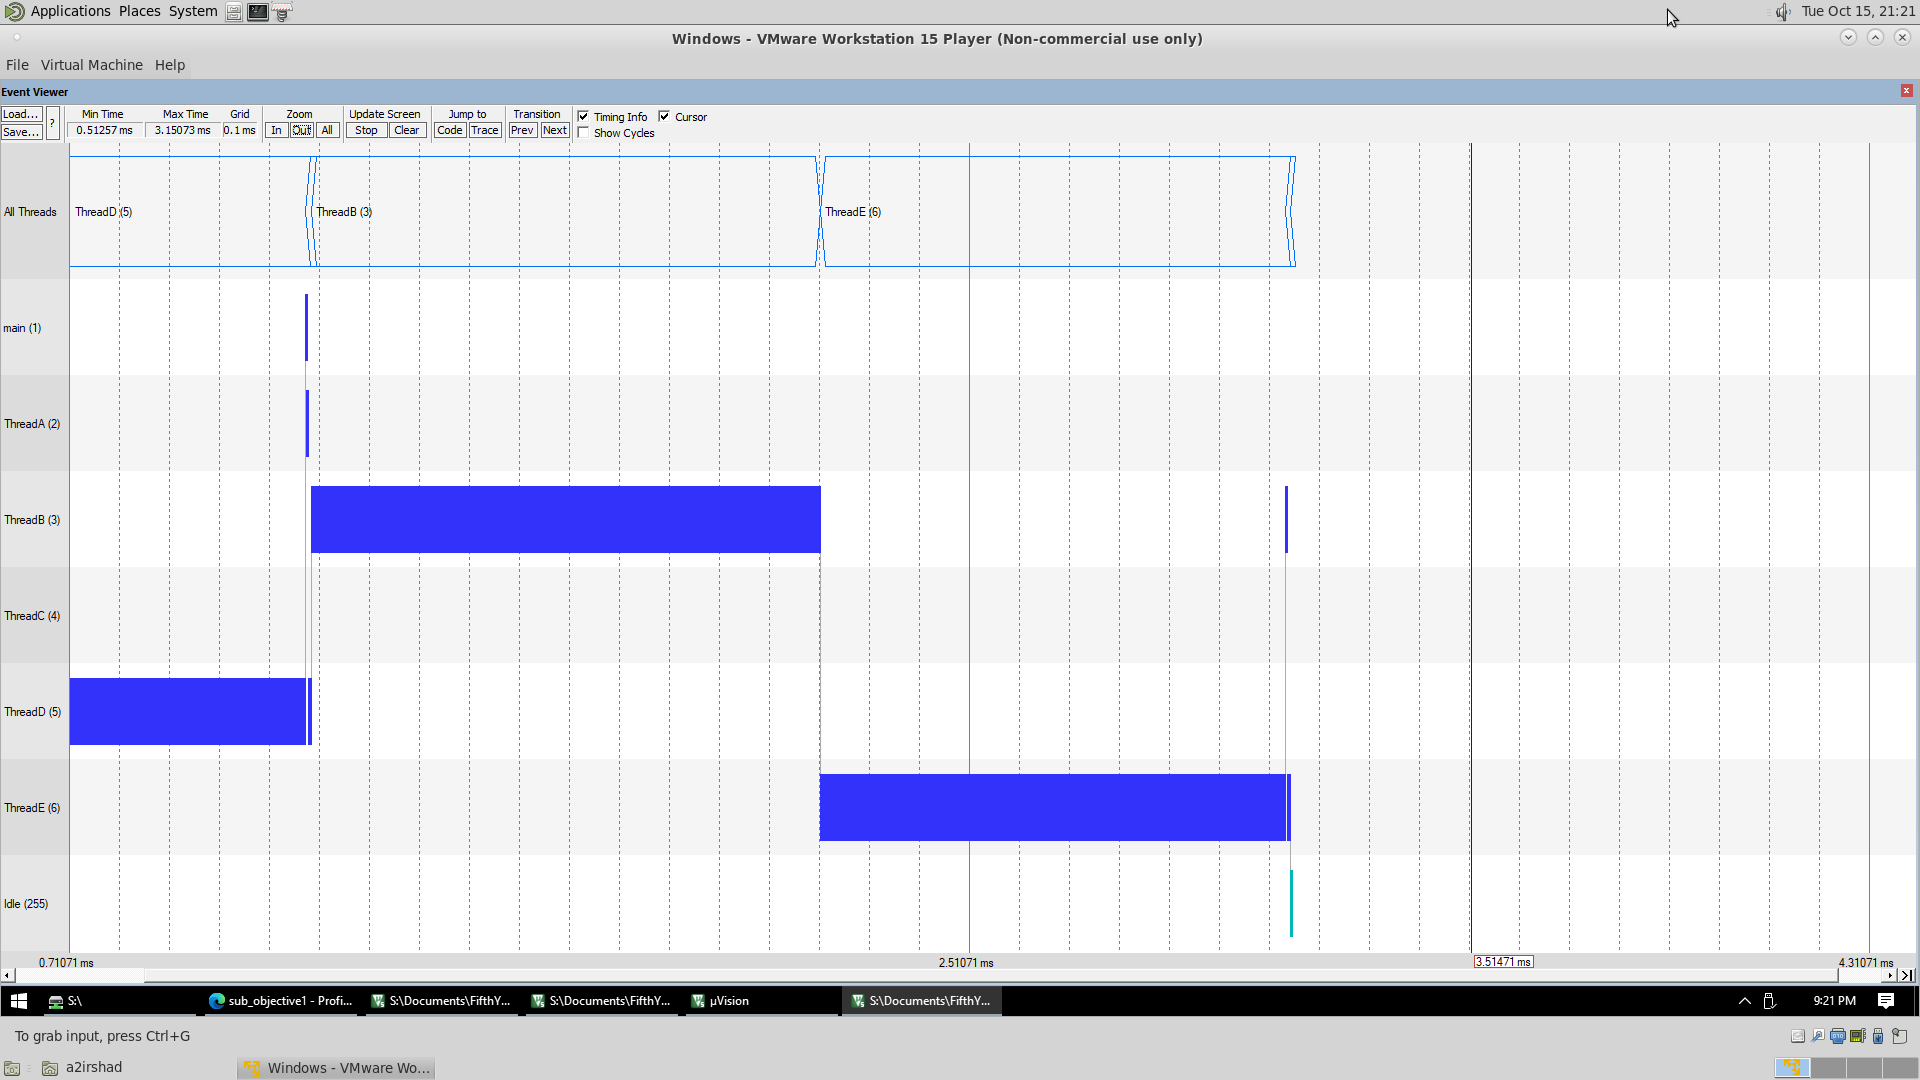 Applications Places System
Tue Oct 15, 21:21
Windows - VMware Workstation 15 Player (Non-commercial use only)
File Virtual Machine Help
Event Viewer
Load...
Save...
?
Min Time
0.51257 ms
Max Time
3.15073 ms
Grid
0.1 ms
Zoom
In Out All
Update Screen
Stop Clear
Jump to
Code Trace
Transition
Prev Next
Timing Info Cursor
Show Cycles
All Threads
ThreadD (5)
ThreadB (3)
ThreadE (6)
main (1)
ThreadA (2)
ThreadB (3)
ThreadC (4)
ThreadD (5)
ThreadE (6)
Idle (255)
0.71071 ms
2.51071 ms
3.51471 ms
4.31071 ms
S:\
sub_objective1 - Profi...
S:\Documents\FifthY...
S:\Documents\FifthY...
µVision
S:\Documents\FifthY...
9:21 PM
To grab input, press Ctrl+G
a2irshad
Windows - VMware Wo...